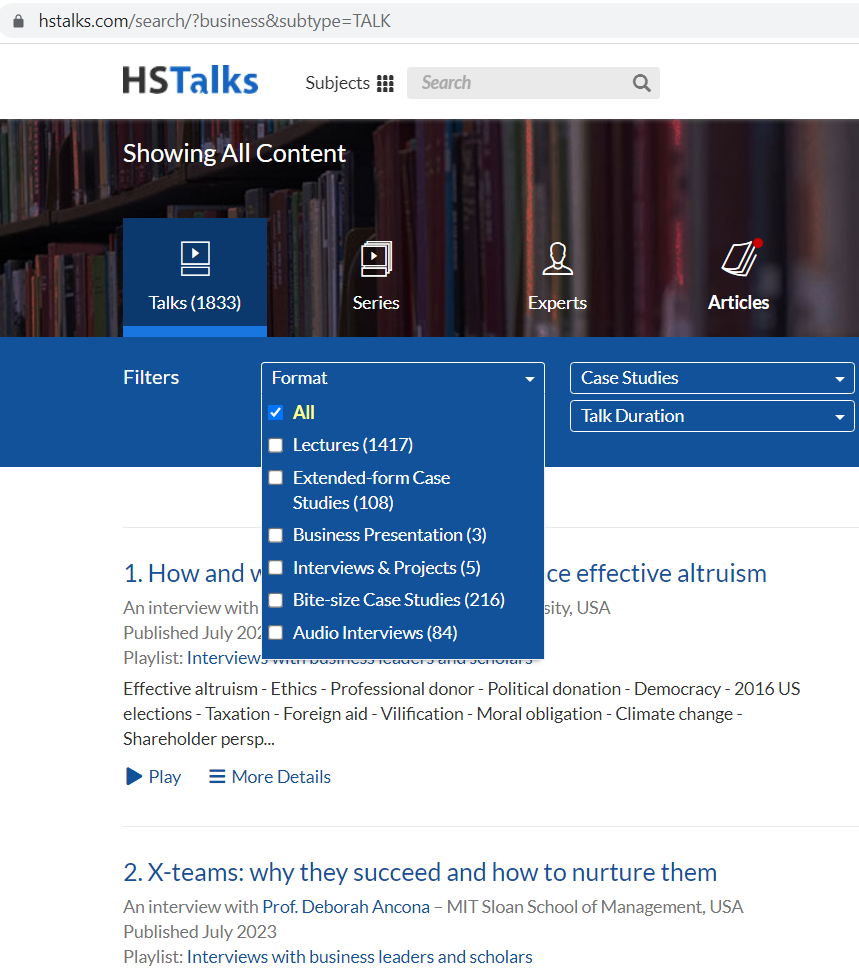 hstalks.com/search/?business&subtype=TALK
HSTalks
Subjects
Search
Showing All Content
Talks (1833)
Series
Experts
Articles
Filters
Format
Case Studies
All
Talk Duration
Lectures (1417)
Extended-form Case
Studies (108)
Business Presentation (3)
Interviews & Projects (5)
Bite-size Case Studies (216)
Audio Interviews (84)
1. How and ce effective altruism
An interview with sity, USA
Published July
Playlist: Interviews with business leaders and scholars
Effective altruism - Ethics - Professional donor - Political donation - Democracy - 2016 US
elections - Taxation - Foreign aid - Vilification - Moral obligation - Climate change -
Shareholder persp...
Play
More Details
2. X-teams: why they succeed and how to nurture them
An interview with Prof. Deborah Ancona – MIT Sloan School of Management, USA
Published July 2023
Playlist: Interviews with business leaders and scholars